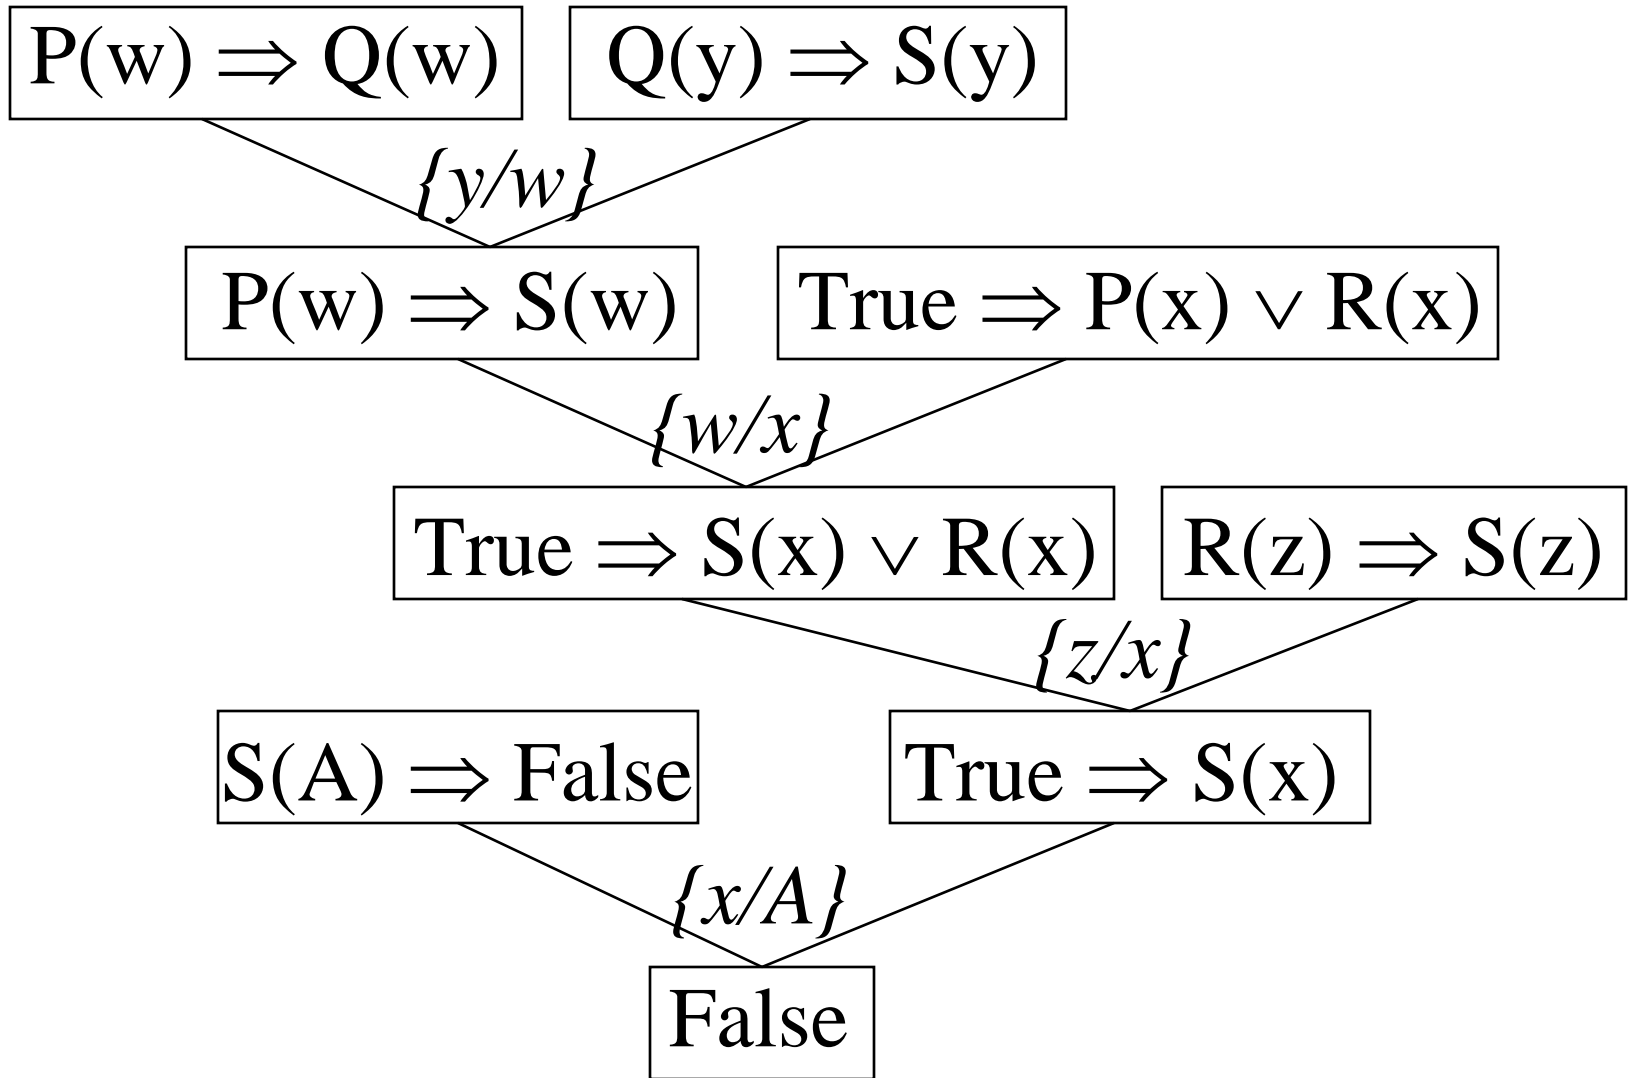 P(w) ⇒ Q(w)
Q(y) ⇒ S(y)
{y/w}
P(w) ⇒ S(w)
True ⇒ P(x) ∨ R(x)
{w/x}
True ⇒ S(x) ∨ R(x)
R(z) ⇒ S(z)
{z/x}
S(A) ⇒ False
True ⇒ S(x)
{x/A}
False